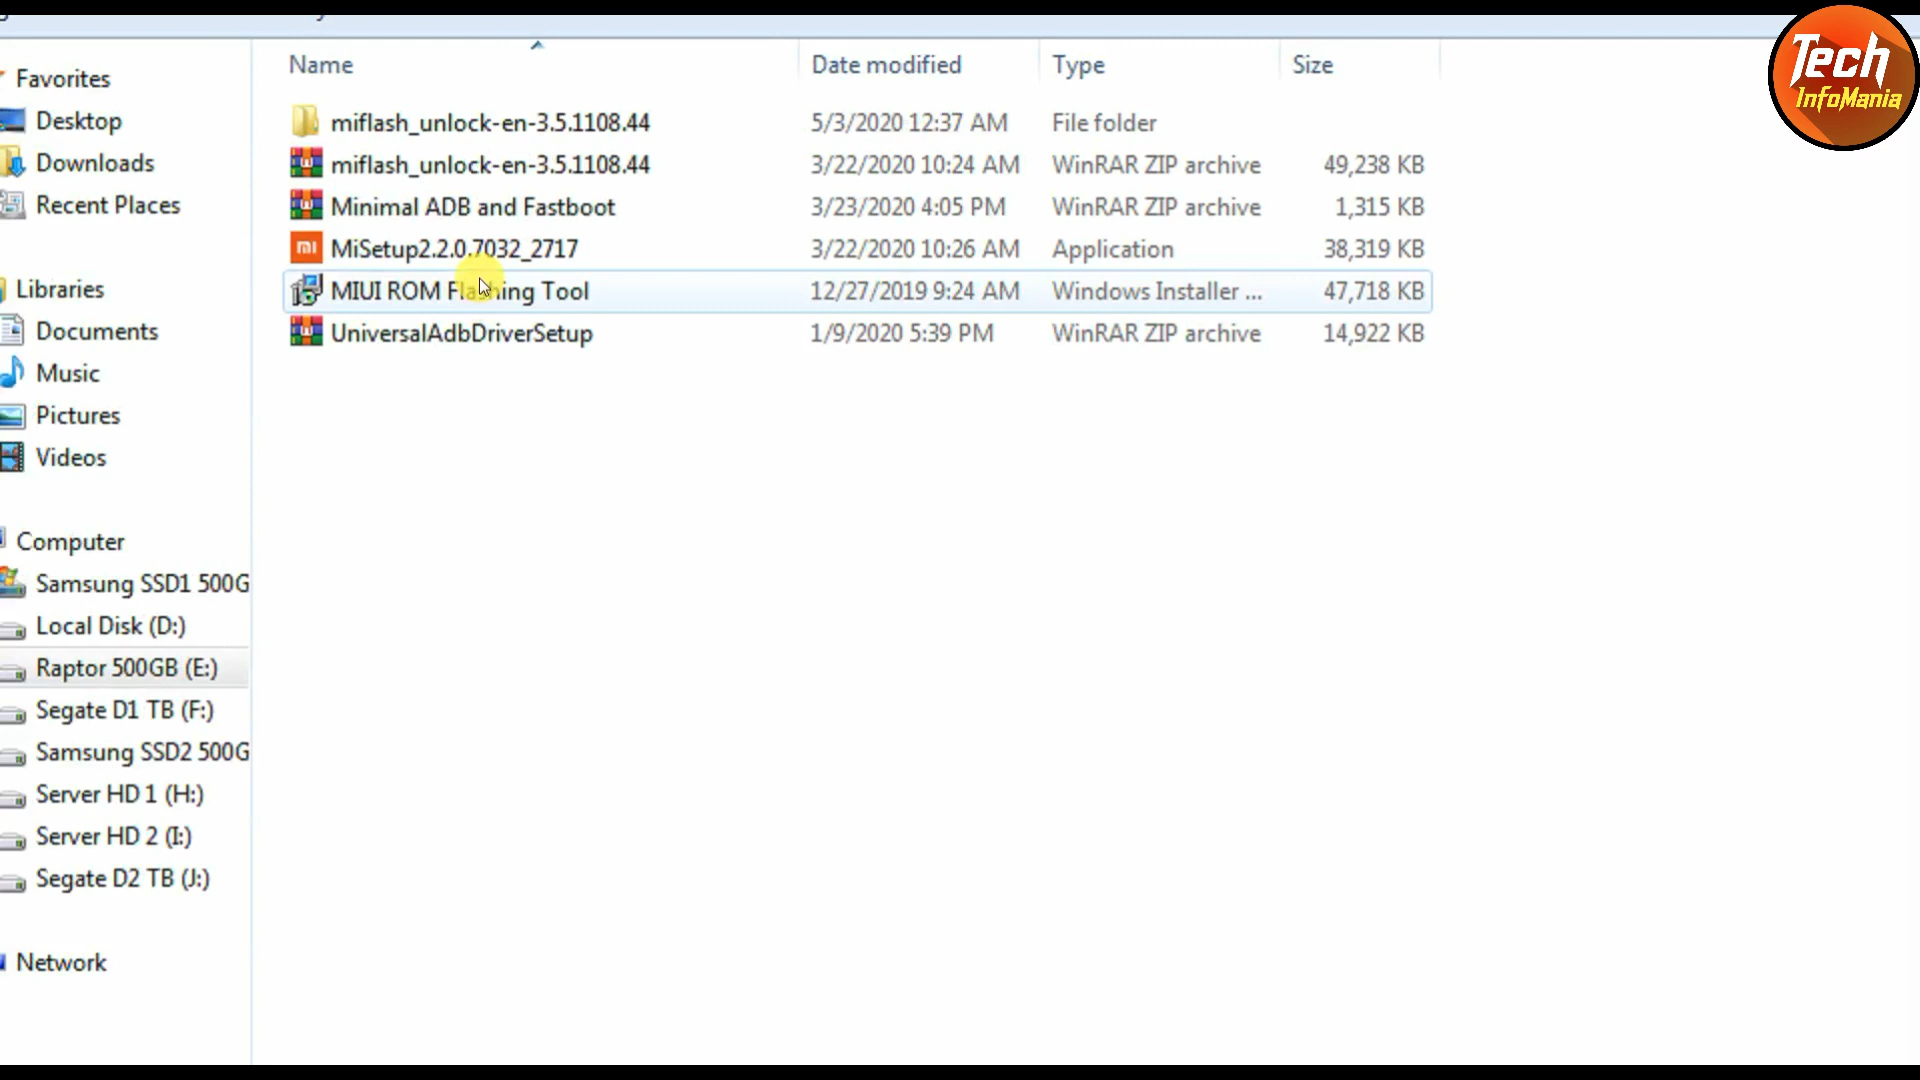 Tech
InfoMania
Name Date modified Type Size
Favorites
Desktop
Downloads
Recent Places
Libraries
Documents
Music
Pictures
Videos
Computer
Samsung SSD1 500G
Local Disk (D:)
Raptor 500GB (E:)
Segate D1 TB (F:)
Samsung SSD2 500G
Server HD 1 (H:)
Server HD 2 (I:)
Segate D2 TB (J:)
Network
miflash_unlock-en-3.5.1108.44 5/3/2020 12:37 AM File folder
miflash_unlock-en-3.5.1108.44 3/22/2020 10:24 AM WinRAR ZIP archive 49,238 KB
Minimal ADB and Fastboot 3/23/2020 4:05 PM WinRAR ZIP archive 1,315 KB
mi MiSetup2.2.0.7032_2717 3/22/2020 10:26 AM Application 38,319 KB
MIUI ROM Flashing Tool 12/27/2019 9:24 AM Windows Installer ... 47,718 KB
UniversalAdbDriverSetup 1/9/2020 5:39 PM WinRAR ZIP archive 14,922 KB